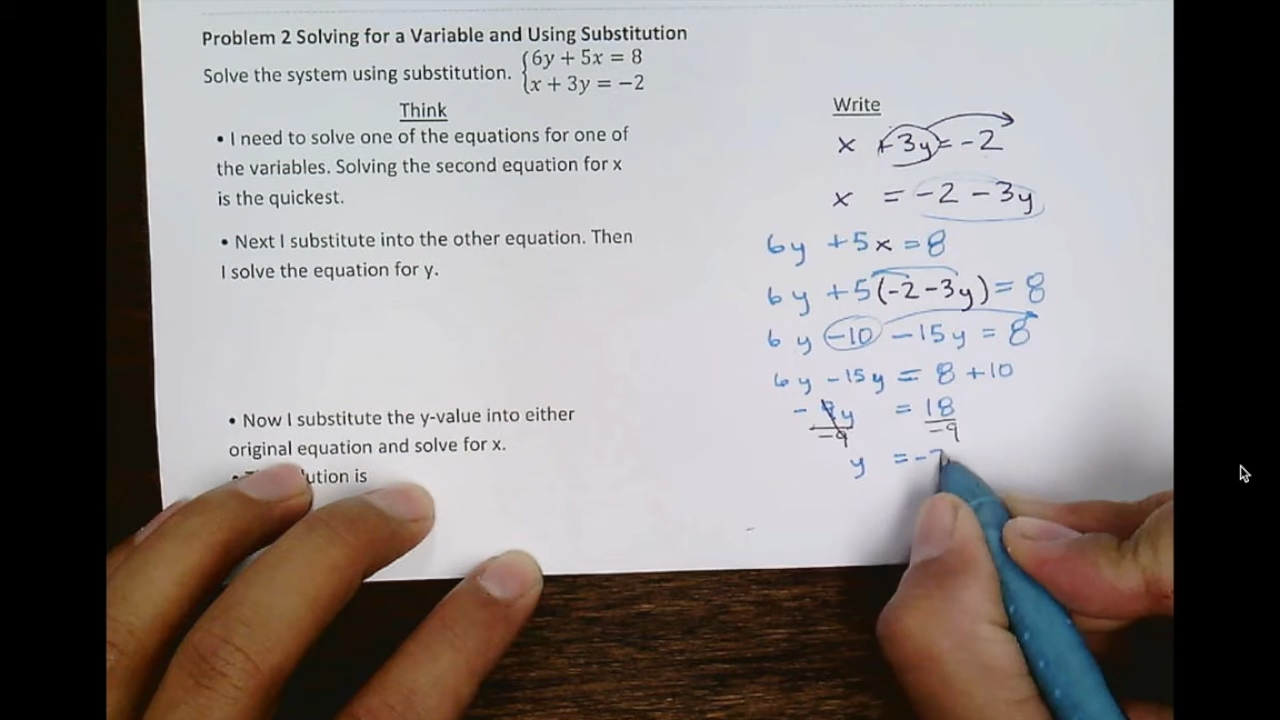 Problem 2 Solving for a Variable and Using Substitution
Solve the system using substitution. {6y + 5x = 8
x + 3y = −2
Think
• I need to solve one of the equations for one of
the variables. Solving the second equation for x
is the quickest.
• Next I substitute into the other equation. Then
I solve the equation for y.
• Now I substitute the y-value into either
original equation and solve for x.
is
Write
x +3y = -2
x = -2 -3y
6y +5x = 8
6y +5(-2-3y) = 8
6y -10 -15y = 8
6y -15y = 8 +10
-9y = 18
-9 -9
y = -